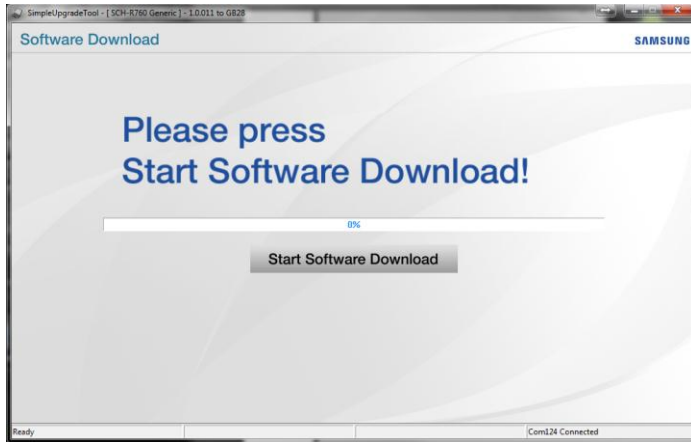 SimpleUpgradeTool - [ SCH-R760 Generic ] - 1.0.011 to GB28
Software Download
SAMSUNG
Please press
Start Software Download!
0%
Start Software Download
Ready
Com124 Connected